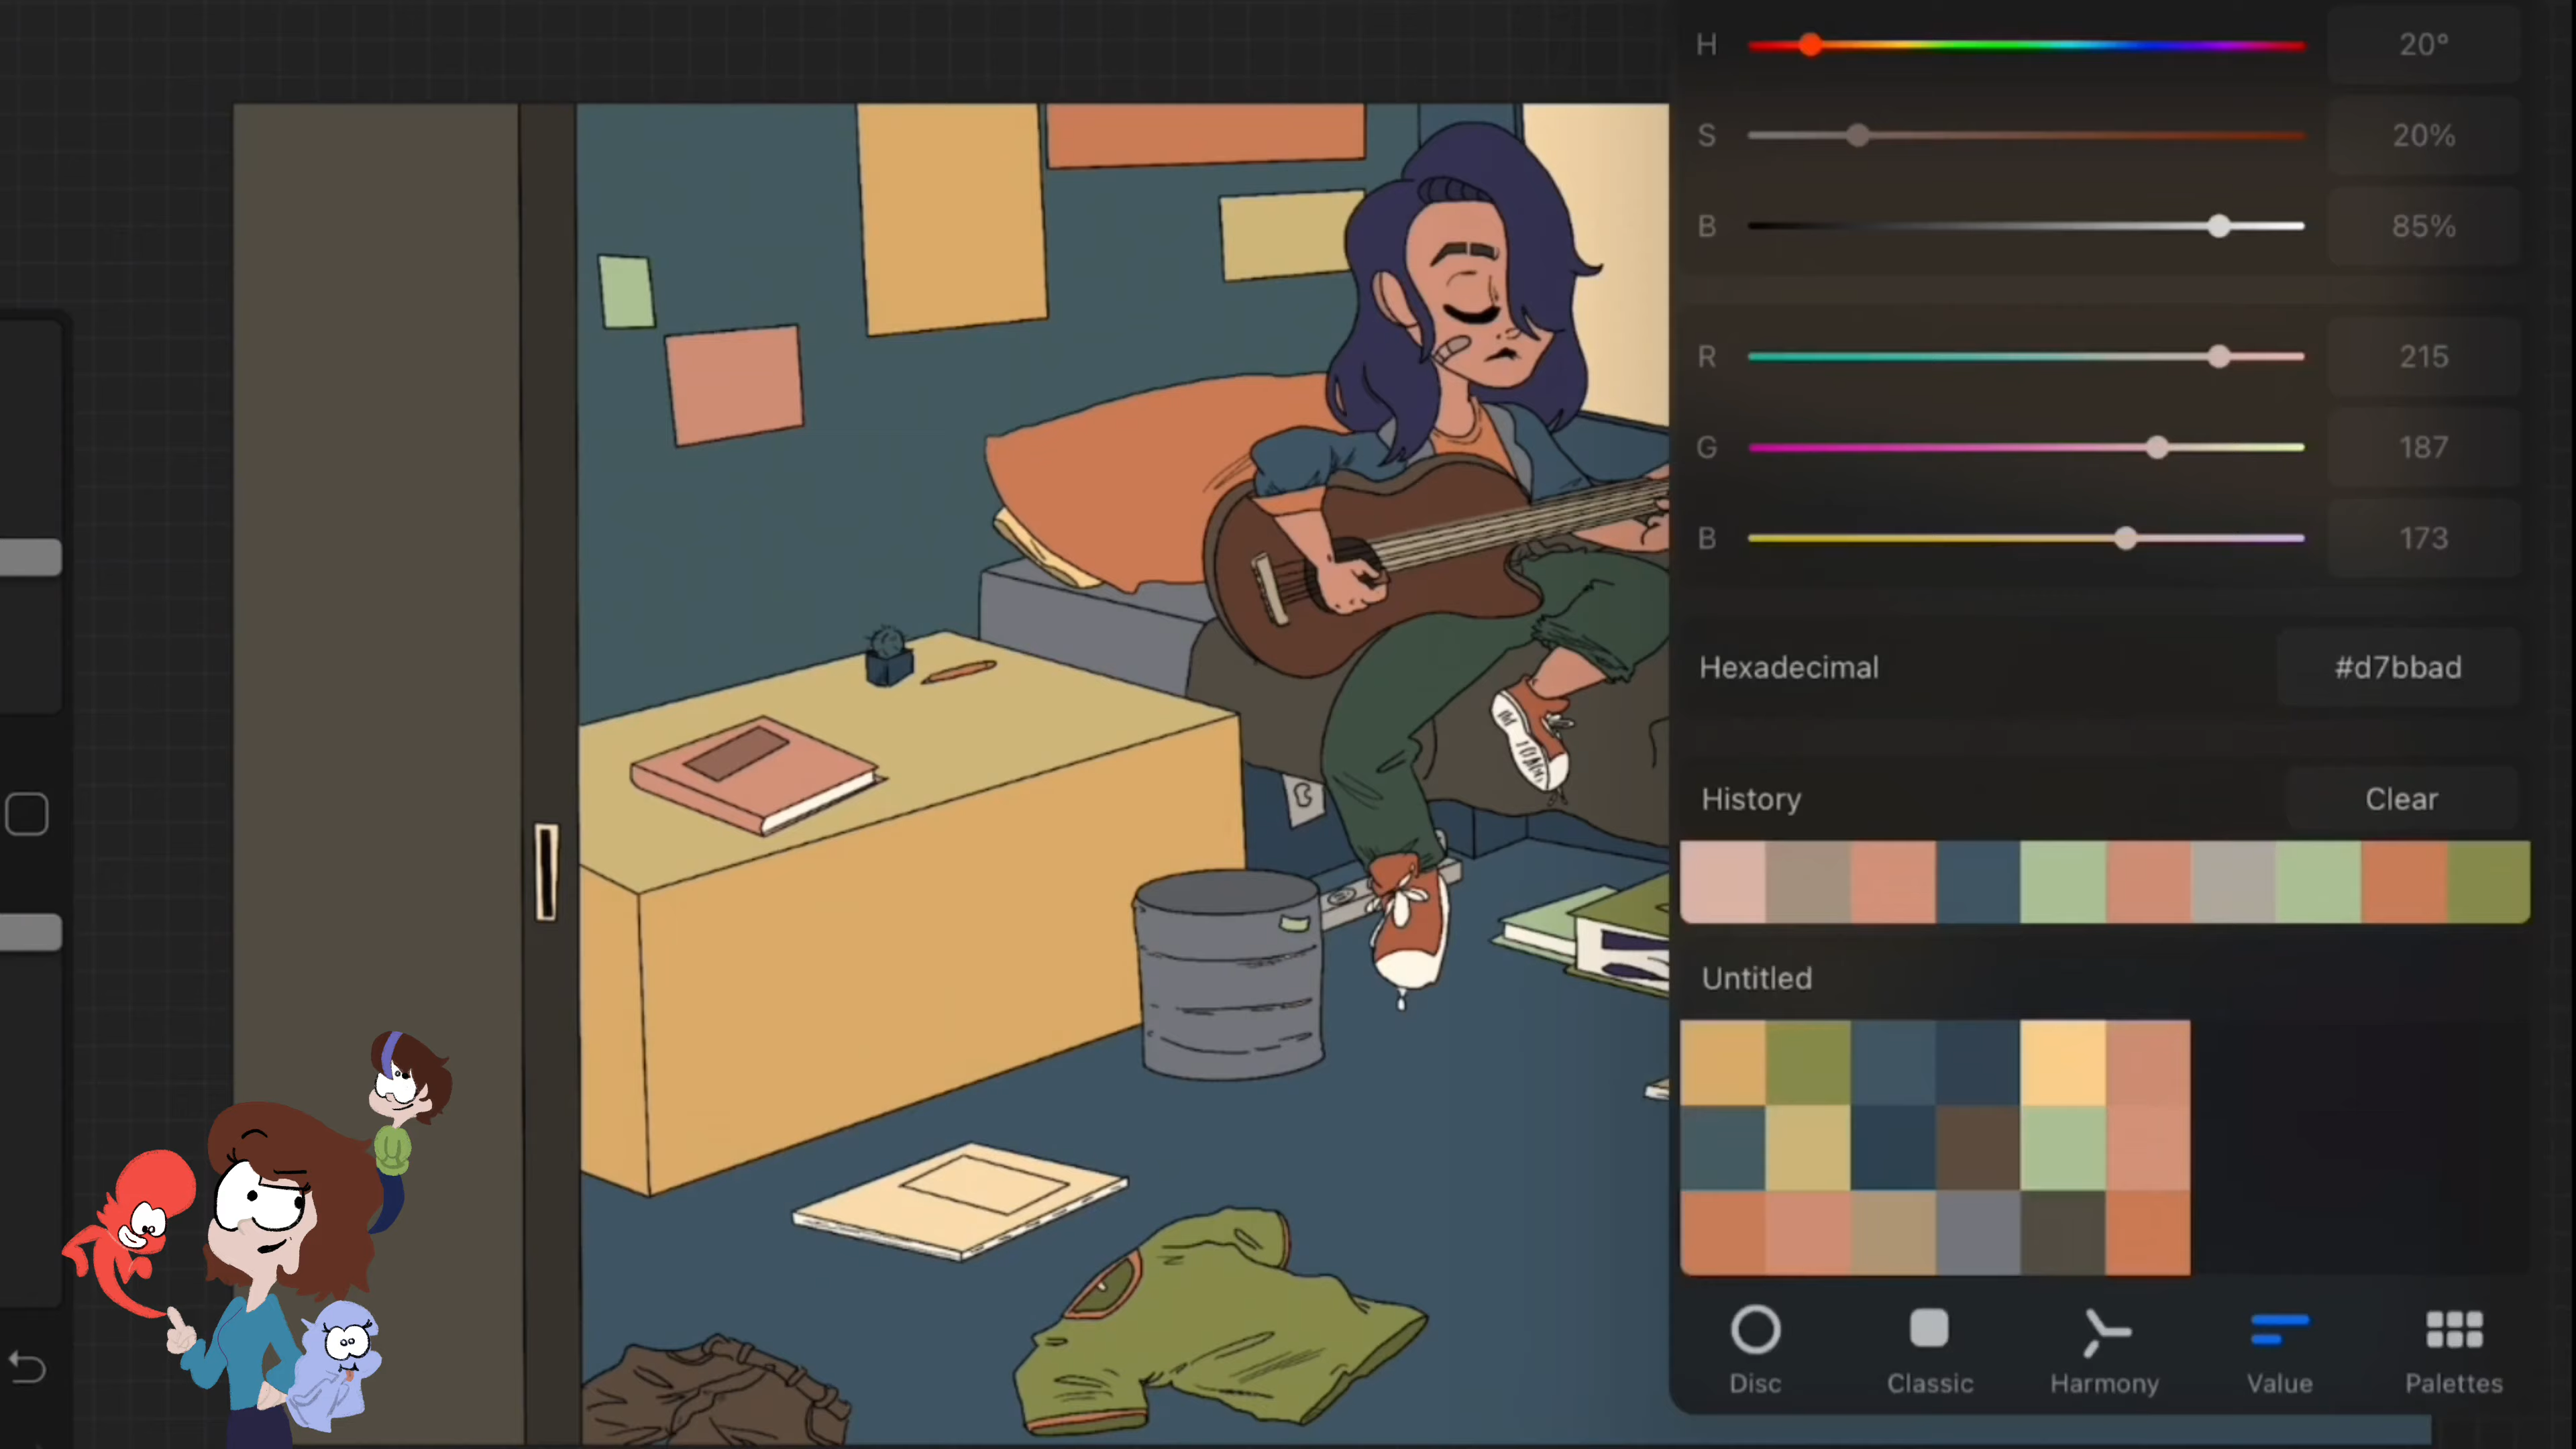 H 20°
S 20%
B 85%
R 215
G 187
B 173
Hexadecimal #d7bbad
History Clear
Untitled
Disc Classic Harmony Value Palettes